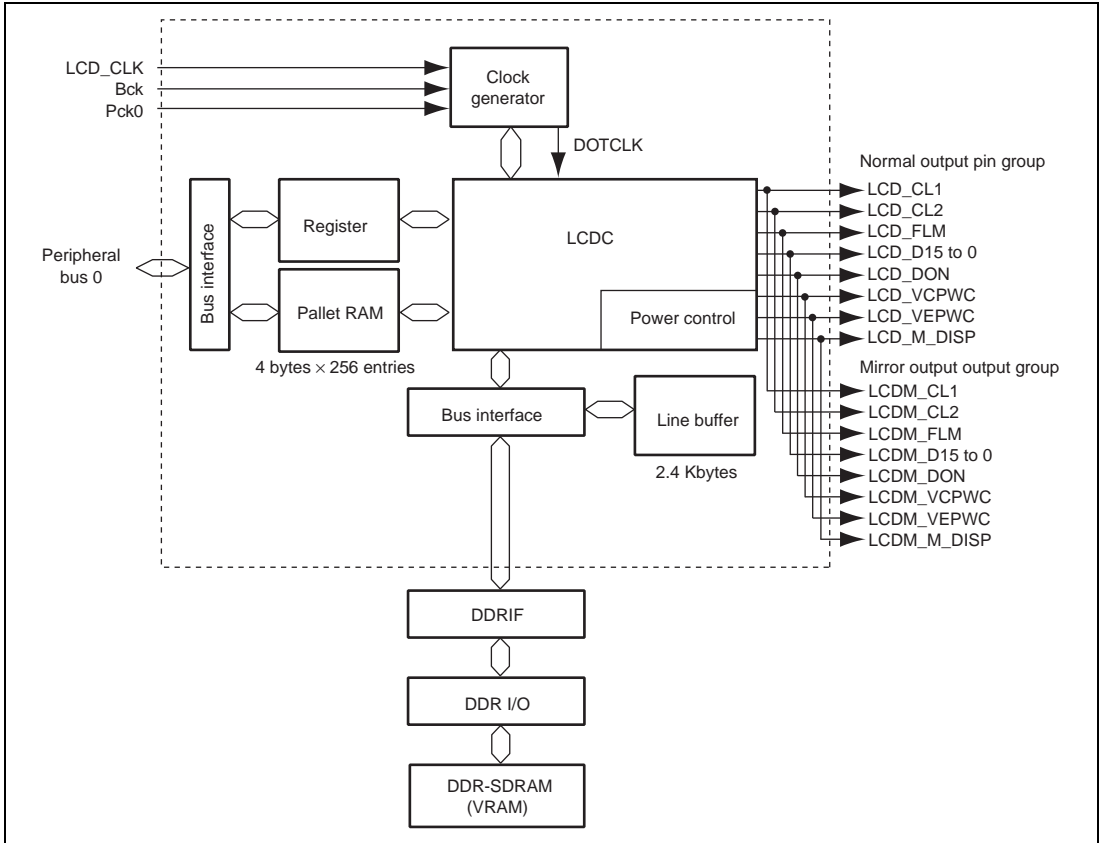 LCD_CLK
Bck
Pck0
Clock
generator
DOTCLK
Peripheral
bus 0
Bus interface
Register
Pallet RAM
4 bytes × 256 entries
LCDC
Power control
Bus interface
Line buffer
2.4 Kbytes
Normal output pin group
LCD_CL1
LCD_CL2
LCD_FLM
LCD_D15 to 0
LCD_DON
LCD_VCPWC
LCD_VEPWC
LCD_M_DISP
Mirror output output group
LCDM_CL1
LCDM_CL2
LCDM_FLM
LCDM_D15 to 0
LCDM_DON
LCDM_VCPWC
LCDM_VEPWC
LCDM_M_DISP
DDRIF
DDR I/O
DDR-SDRAM
(VRAM)